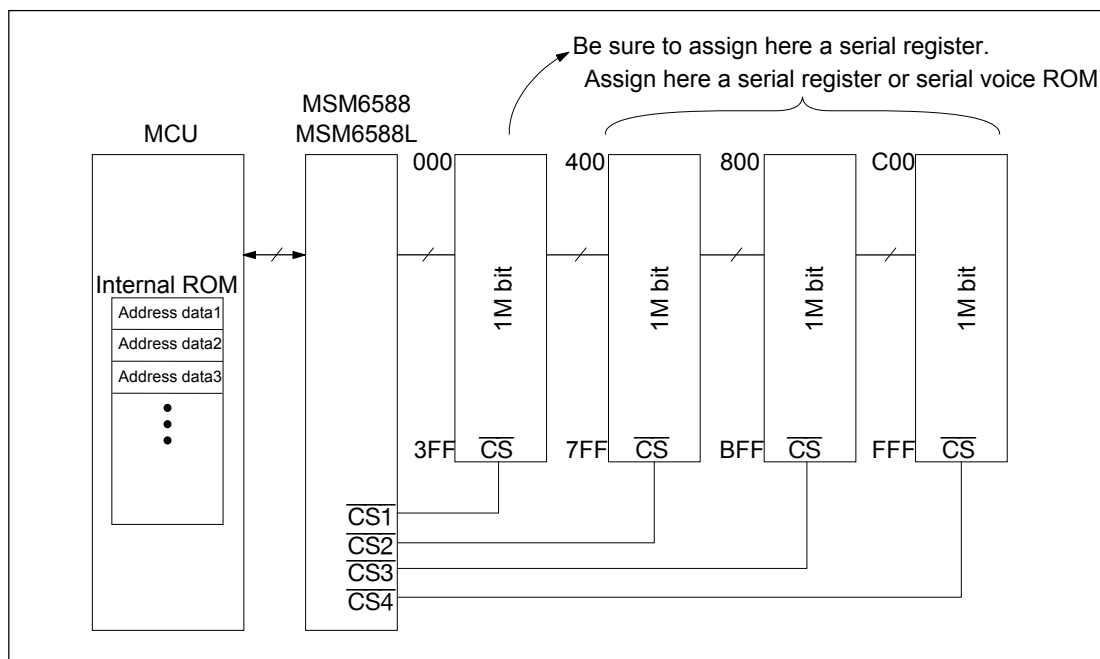 Be sure to assign here a serial register.
Assign here a serial register or serial voice ROM
MSM6588
MCU
MSM6588L
000
400
800
C00
Internal ROM
Address data1
Address data2
Address data3
1M bit
1M bit
1M bit
1M bit
3FF
CS
7FF
CS
BFF
CS
FFF
CS
CS1
CS2
CS3
CS4